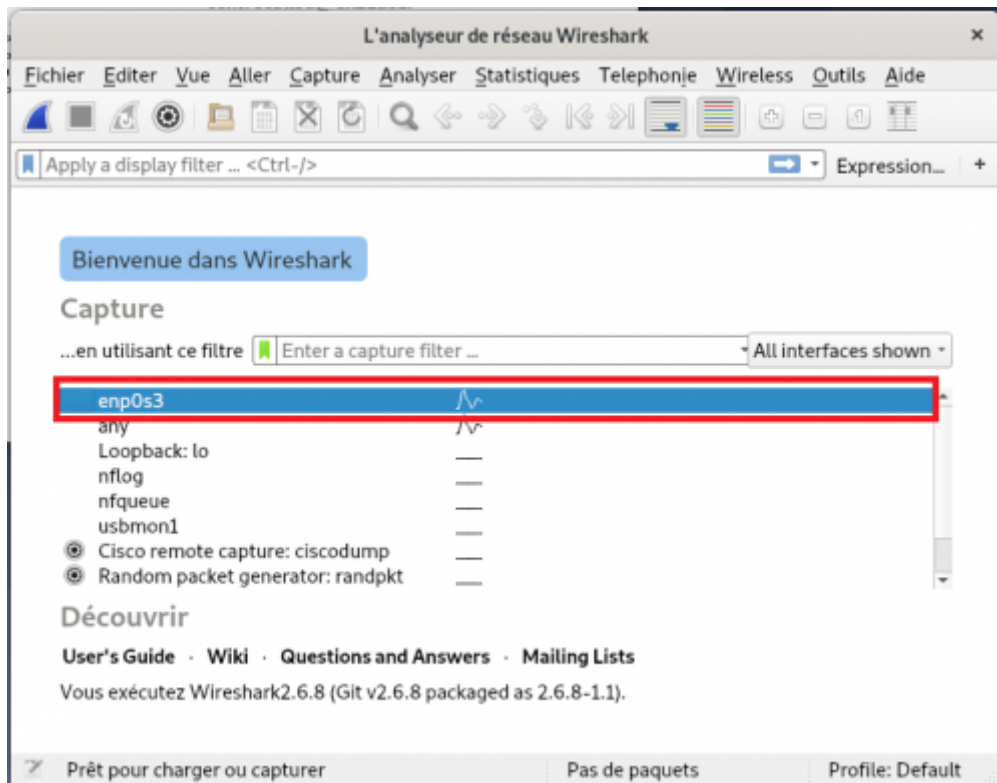 L'analyseur de réseau Wireshark
Fichier Editer Vue Aller Capture Analyser Statistiques Telephonie Wireless Outils Aide
Apply a display filter ... <Ctrl-/> Expression... +
Bienvenue dans Wireshark
Capture
...en utilisant ce filtre Enter a capture filter ... All interfaces shown
enp0s3
any
Loopback: lo
nflog
nfqueue
usbmon1
Cisco remote capture: ciscodump
Random packet generator: randpkt
Découvrir
User's Guide · Wiki · Questions and Answers · Mailing Lists
Vous exécutez Wireshark2.6.8 (Git v2.6.8 packaged as 2.6.8-1.1).
Prêt pour charger ou capturer Pas de paquets Profile: Default